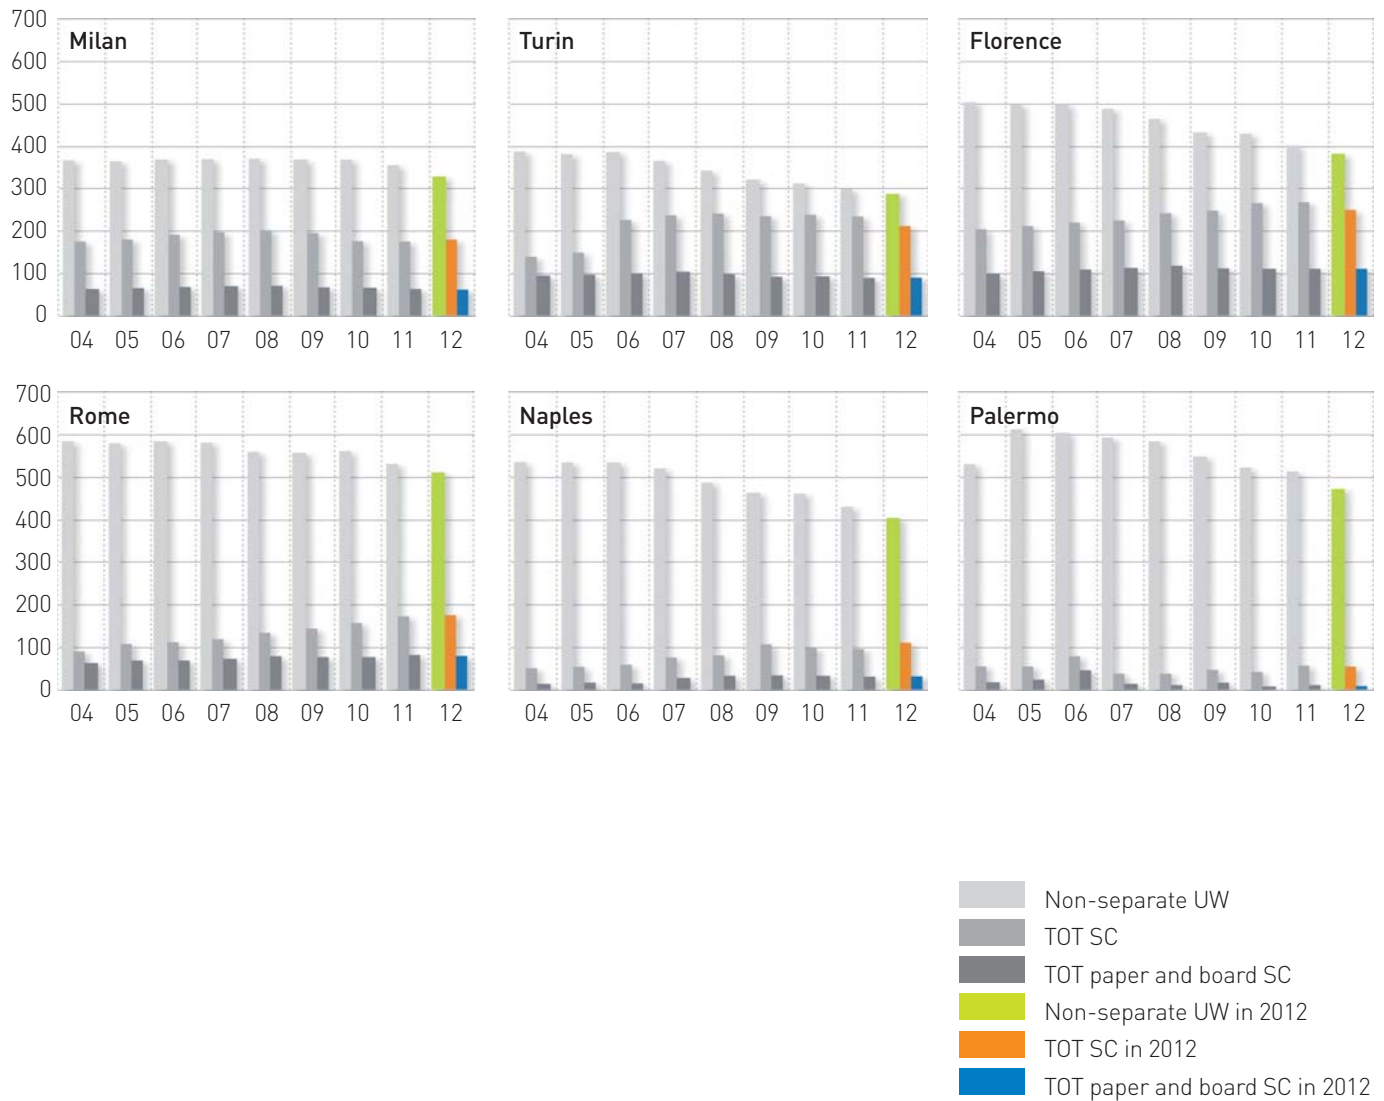 700
600
500
400
300
200
100
0
Milan
04 05 06 07 08 09 10 11 12
Turin
04 05 06 07 08 09 10 11 12
Florence
04 05 06 07 08 09 10 11 12
700
600
500
400
300
200
100
0
Rome
04 05 06 07 08 09 10 11 12
Naples
04 05 06 07 08 09 10 11 12
Palermo
04 05 06 07 08 09 10 11 12
Non-separate UW
TOT SC
TOT paper and board SC
Non-separate UW in 2012
TOT SC in 2012
TOT paper and board SC in 2012